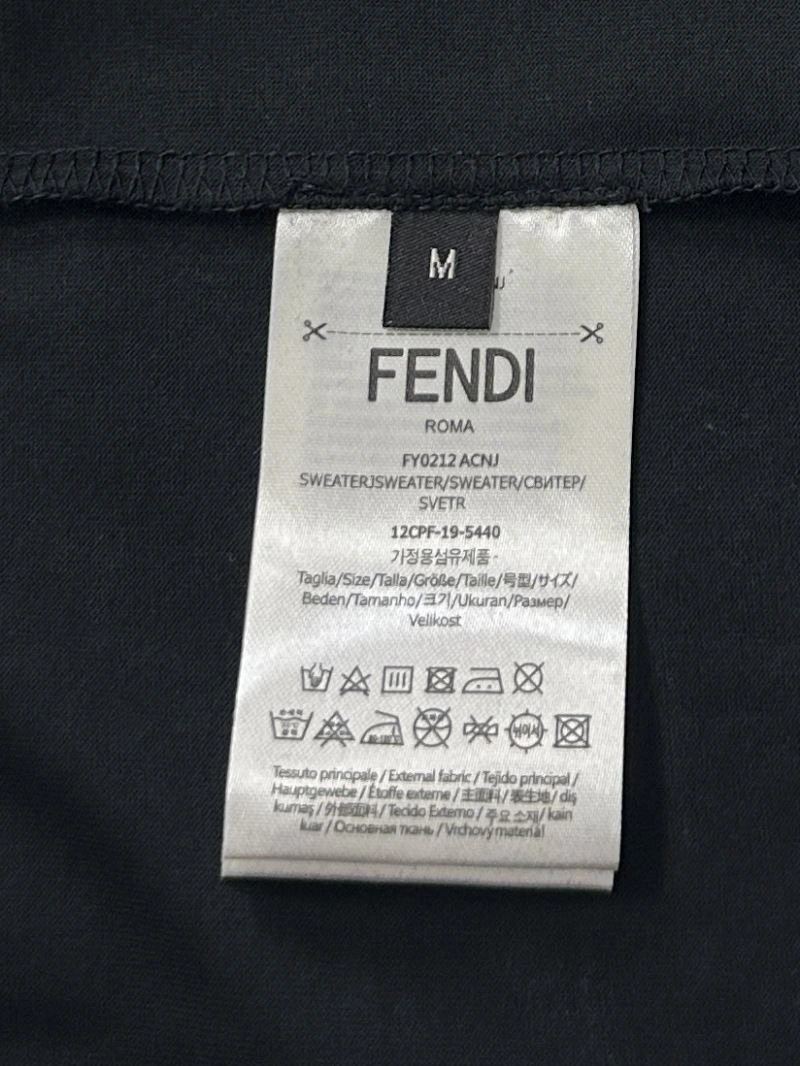 M
FENDI
ROMA
FY0212 ACNJ
SWEATERJSWEATER/SWEATER/СВИТЕР/
SVETR
12CPF-19-5440
가정용섬유제품-
Taglia/Size/Talla/Größe/Taille/号型/サイズ/
Beden/Tamanho/크기/Ukuran/Размер/
Velikost
Tessuto principale / External fabric / Tejido principal /
Hauptgewebe / Étoffe externe / 主面料 / 表生地 / diş
kumaş / 外部面料 / Tecido Externo / 주요 소재 / kain
luar / Основная ткань / Vrchový materiál